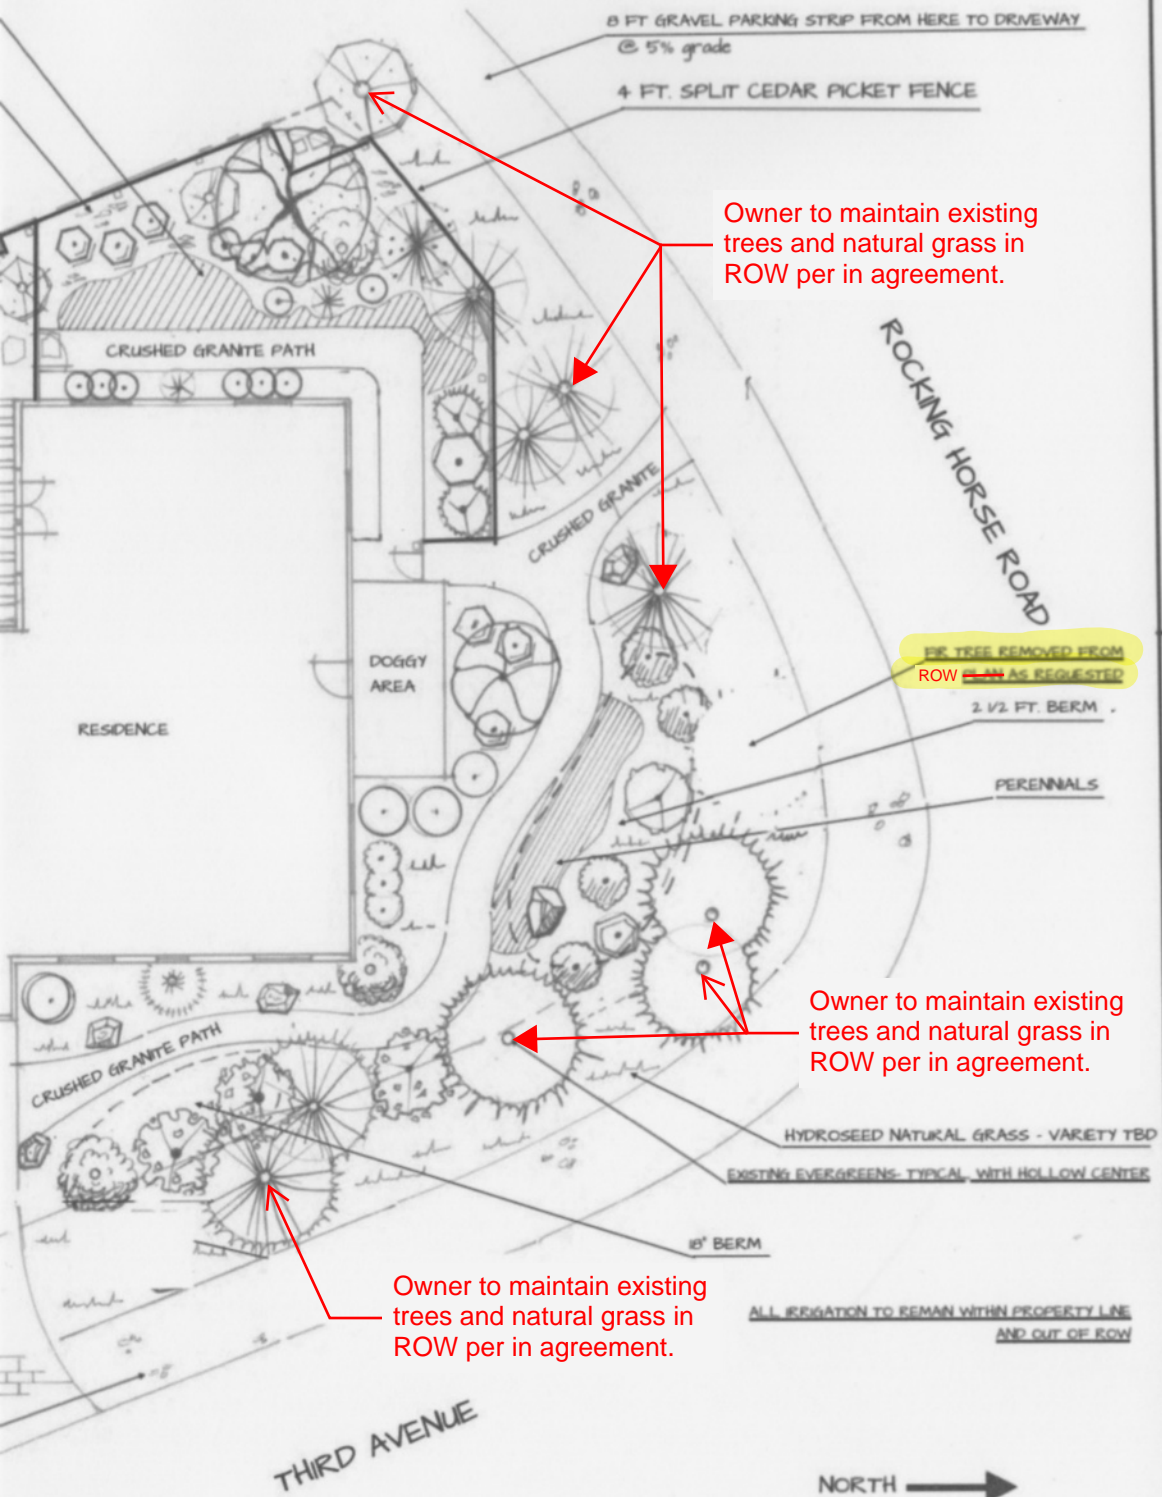 8 FT GRAVEL PARKING STRIP FROM HERE TO DRIVEWAY
@ 5% grade
4 FT. SPLIT CEDAR PICKET FENCE
Owner to maintain existing
trees and natural grass in
ROW per in agreement.
CRUSHED GRANITE PATH
ROCKING HORSE ROAD
CRUSHED GRANITE
FIR TREE REMOVED FROM
ROW PLAN AS REQUESTED
DOGGY
AREA
2 1/2 FT. BERM .
RESIDENCE
PERENNIALS
Owner to maintain existing
trees and natural grass in
ROW per in agreement.
CRUSHED GRANITE PATH
HYDROSEED NATURAL GRASS - VARIETY TBD
EXISTING EVERGREENS- TYPICAL, WITH HOLLOW CENTER
18" BERM
Owner to maintain existing
trees and natural grass in
ROW per in agreement.
ALL IRRIGATION TO REMAIN WITHIN PROPERTY LINE
AND OUT OF ROW
THIRD AVENUE
NORTH